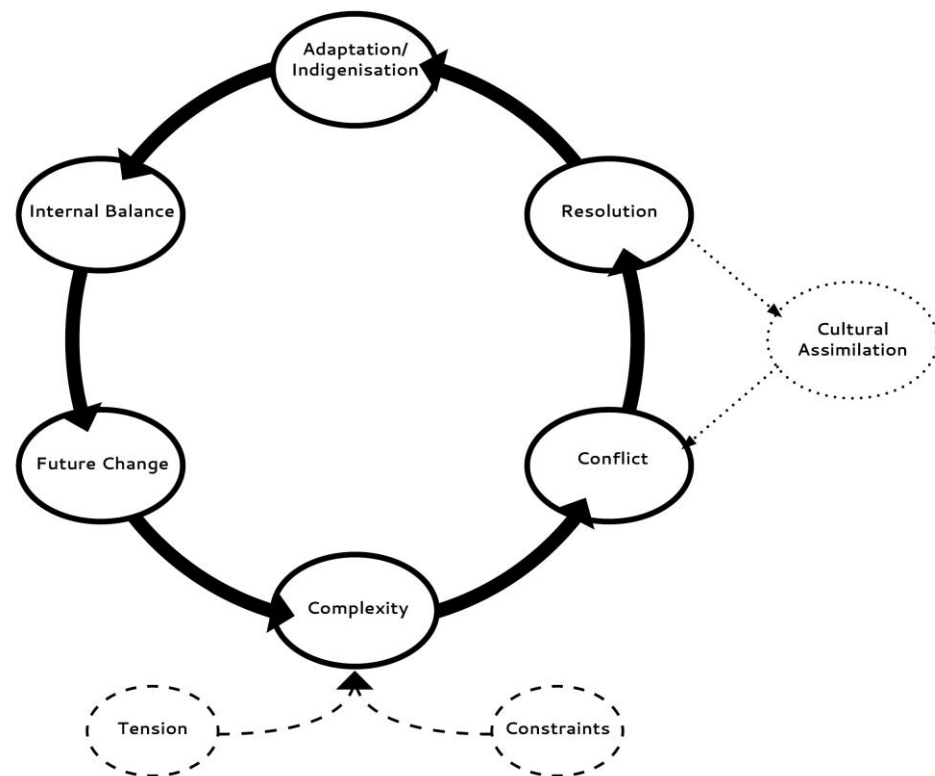 Adaptation/
Indigenisation
Internal Balance
Resolution
Cultural
Assimilation
Future Change
Conflict
Complexity
Tension
Constraints